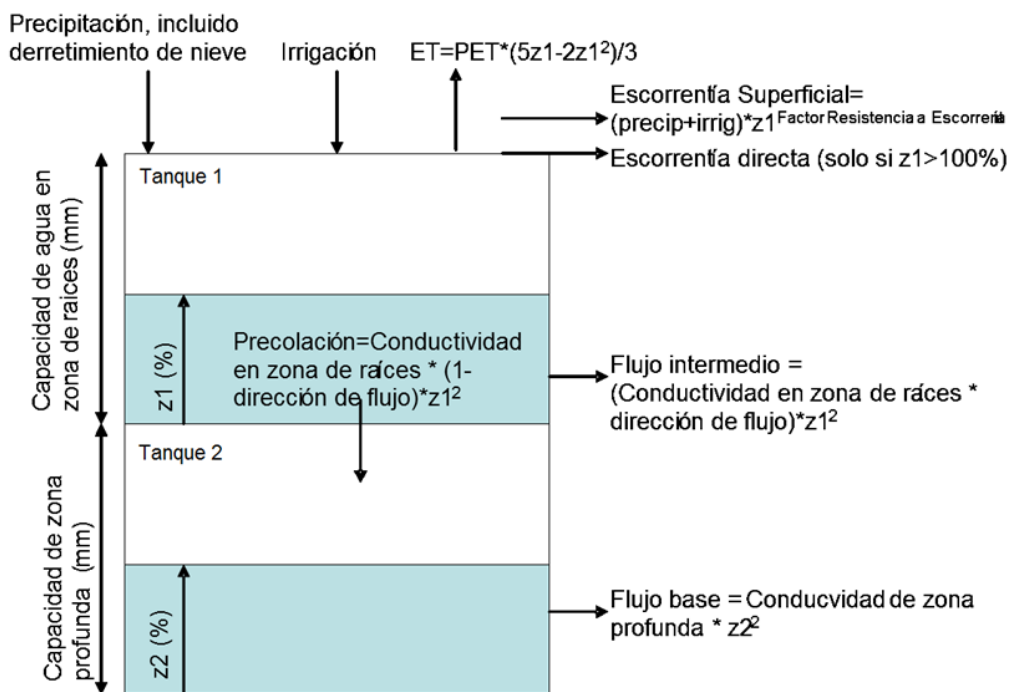 Precipitación, incluido
derretimiento de nieve
Irrigación
ET=PET*(5z1-2z1²)/3
Escorrentía Superficial=
(precip+irrig)*z1^Factor Resistencia a Escorrentía
Escorrentía directa (solo si z1>100%)
Tanque 1
Capacidad de agua en
zona de raices (mm)
z1 (%)
Precolación=Conductividad
en zona de raíces * (1-
dirección de flujo)*z1²
Flujo intermedio =
(Conductividad en zona de raíces *
dirección de flujo)*z1²
Tanque 2
Capacidad de zona
profunda (mm)
z2 (%)
Flujo base = Conducvidad de zona
profunda * z2²